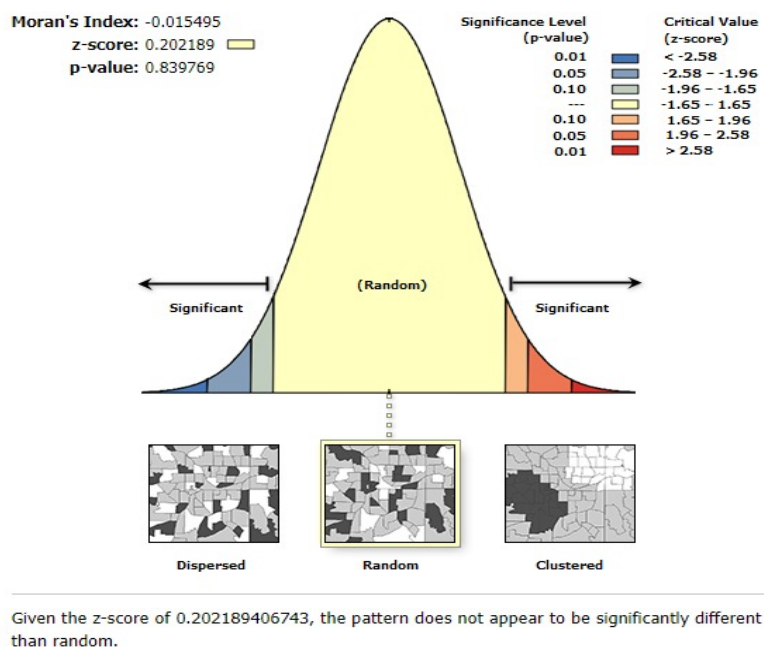 Moran's Index: -0.015495
z-score: 0.202189
p-value: 0.839769
Significance Level
(p-value)
Critical Value
(z-score)
0.01 < -2.58
0.05 -2.58 – -1.96
0.10 -1.96 – -1.65
--- -1.65 – 1.65
0.10 1.65 – 1.96
0.05 1.96 – 2.58
0.01 > 2.58
(Random)
Significant
Significant
Dispersed
Random
Clustered
Given the z-score of 0.202189406743, the pattern does not appear to be significantly different
than random.